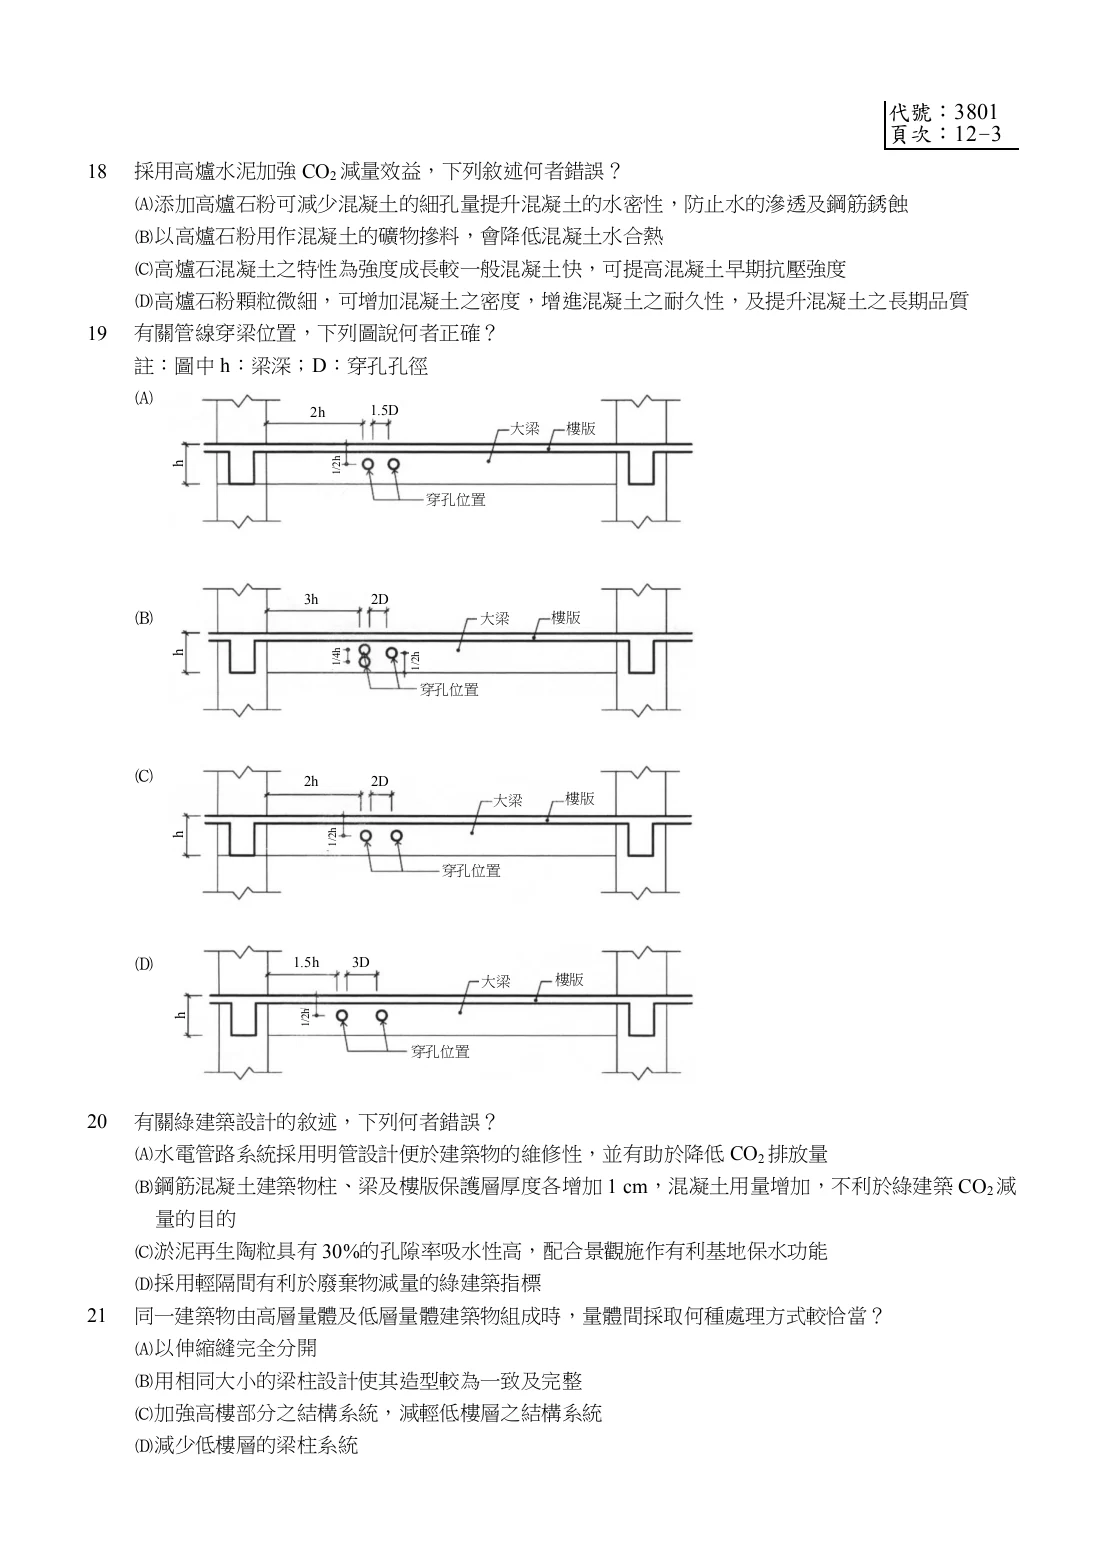 代號：3801
頁次：12-3
18 採用高爐水泥加強 CO₂減量效益，下列敘述何者錯誤？
(A)添加高爐石粉可減少混凝土的細孔量提升混凝土的水密性，防止水的滲透及鋼筋銹蝕
(B)以高爐石粉用作混凝土的礦物摻料，會降低混凝土水合熱
(C)高爐石混凝土之特性為強度成長較一般混凝土快，可提高混凝土早期抗壓強度
(D)高爐石粉顆粒微細，可增加混凝土之密度，增進混凝土之耐久性，及提升混凝土之長期品質
19 有關管線穿梁位置，下列圖說何者正確？
註：圖中 h：梁深；D：穿孔孔徑
(A)
2h 1.5D
大梁 樓版
h 1/2h
穿孔位置
(B)
3h 2D
大梁 樓版
h 1/4h 1/2h
穿孔位置
(C)
2h 2D
大梁 樓版
h 1/2h
穿孔位置
(D)
1.5h 3D
大梁 樓版
h 1/2h
穿孔位置
20 有關綠建築設計的敘述，下列何者錯誤？
(A)水電管路系統採用明管設計便於建築物的維修性，並有助於降低 CO₂排放量
(B)鋼筋混凝土建築物柱、梁及樓版保護層厚度各增加 1 cm，混凝土用量增加，不利於綠建築 CO₂減
量的目的
(C)淤泥再生陶粒具有 30%的孔隙率吸水性高，配合景觀施作有利基地保水功能
(D)採用輕隔間有利於廢棄物減量的綠建築指標
21 同一建築物由高層量體及低層量體建築物組成時，量體間採取何種處理方式較恰當？
(A)以伸縮縫完全分開
(B)用相同大小的梁柱設計使其造型較為一致及完整
(C)加強高樓部分之結構系統，減輕低樓層之結構系統
(D)減少低樓層的梁柱系統